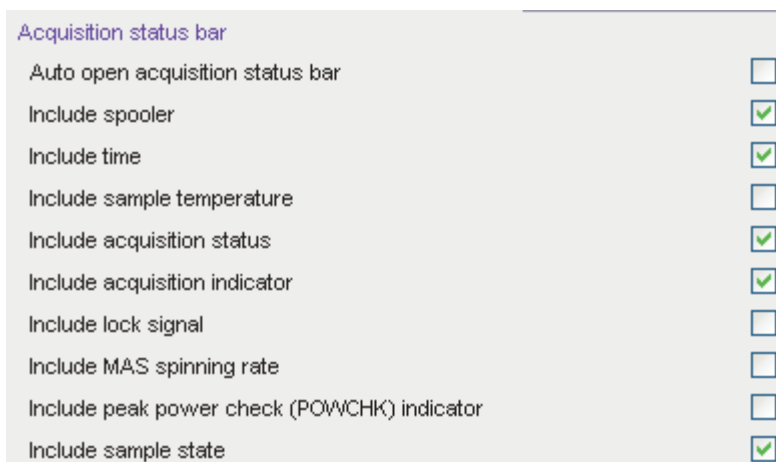 Acquisition status bar
Auto open acquisition status bar
Include spooler
Include time
Include sample temperature
Include acquisition status
Include acquisition indicator
Include lock signal
Include MAS spinning rate
Include peak power check (POWCHK) indicator
Include sample state